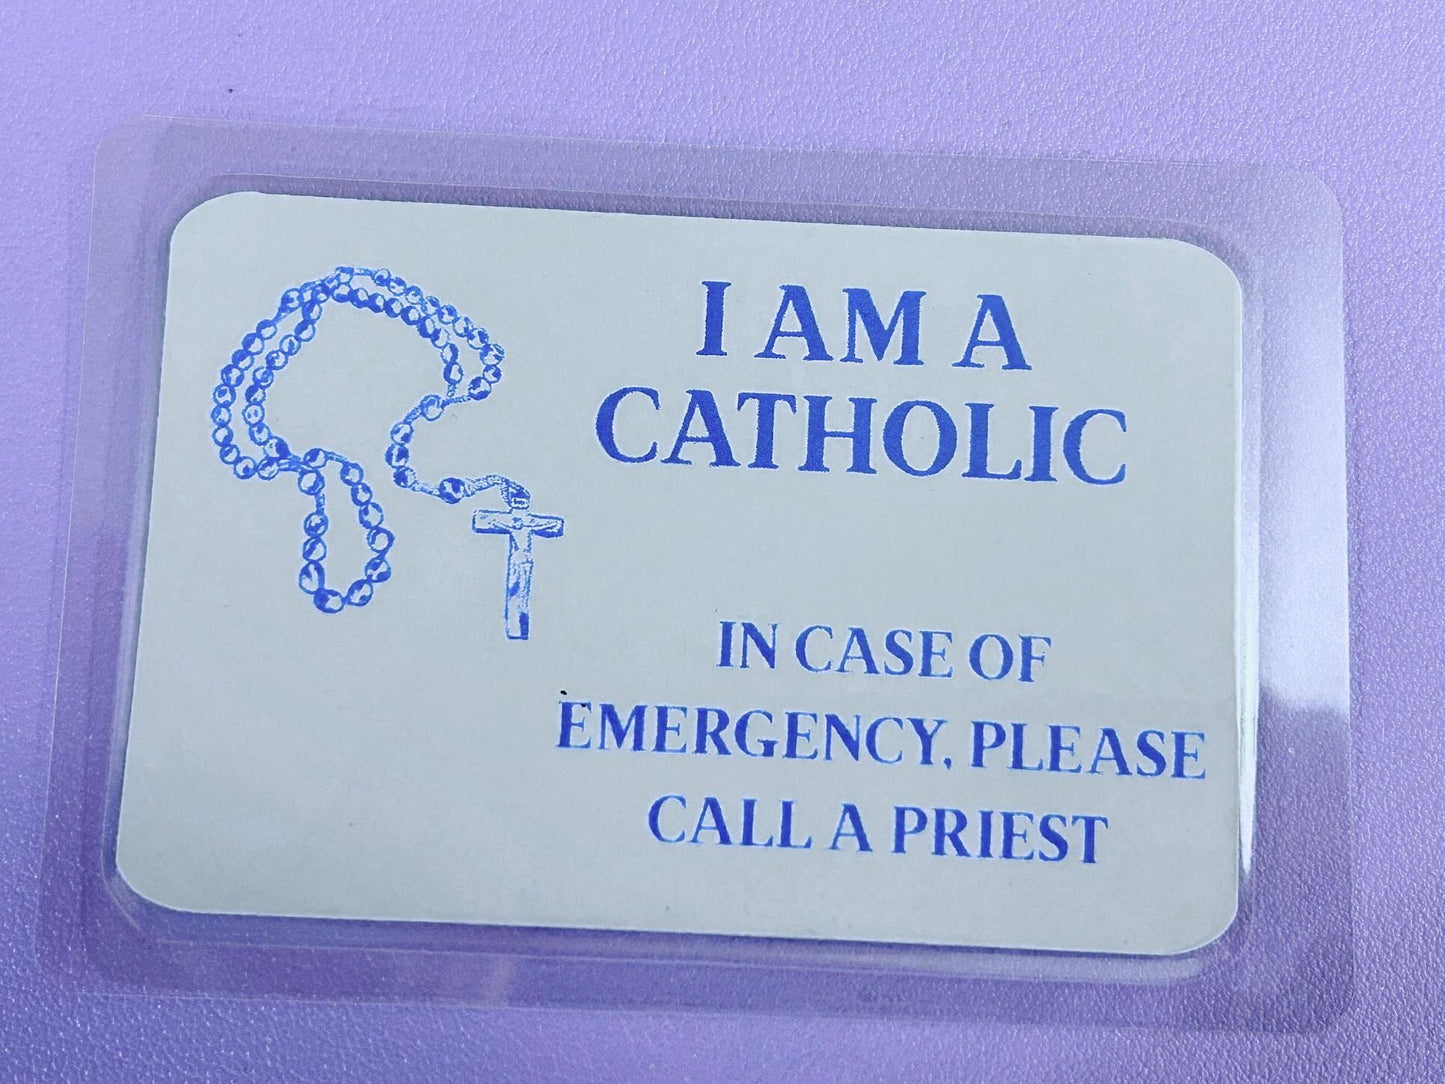 I AM A
CATHOLIC
IN CASE OF
EMERGENCY, PLEASE
CALL A PRIEST